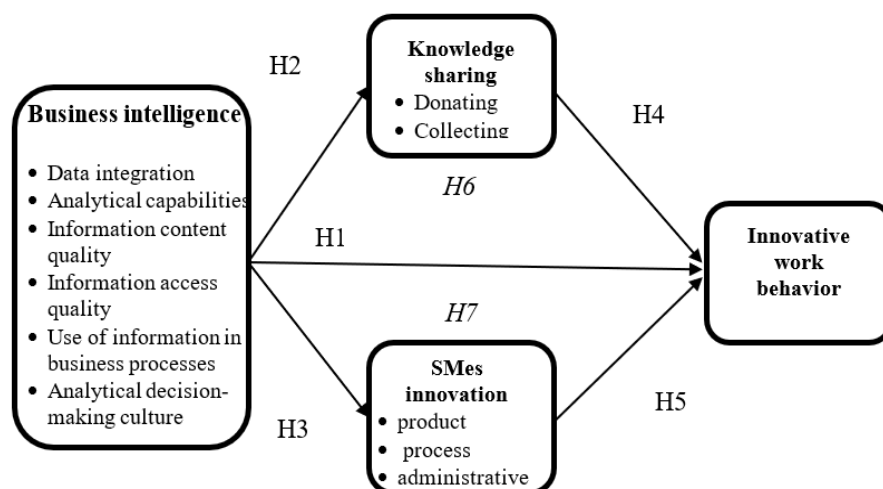 Business intelligence
• Data integration
• Analytical capabilities
• Information content
quality
• Information access
quality
• Use of information in
business processes
• Analytical decision-
making culture
H2
H1
H3
Knowledge
sharing
• Donating
• Collecting
H6
H7
SMes
innovation
• product
• process
• administrative
H4
H5
Innovative
work
behavior